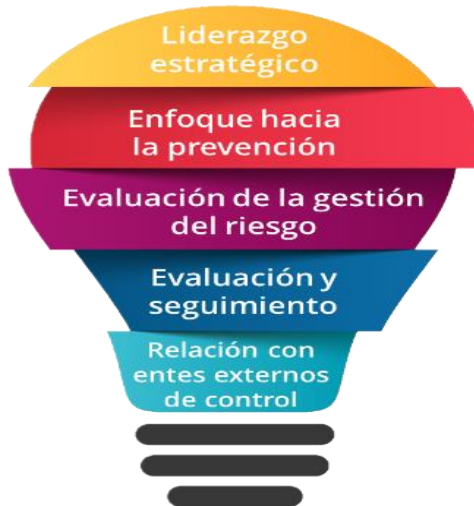 Liderazgo
estratégico
Enfoque hacia
la prevención
Evaluación de la gestión
del riesgo
Evaluación y
seguimiento
Relación con
entes externos
de control